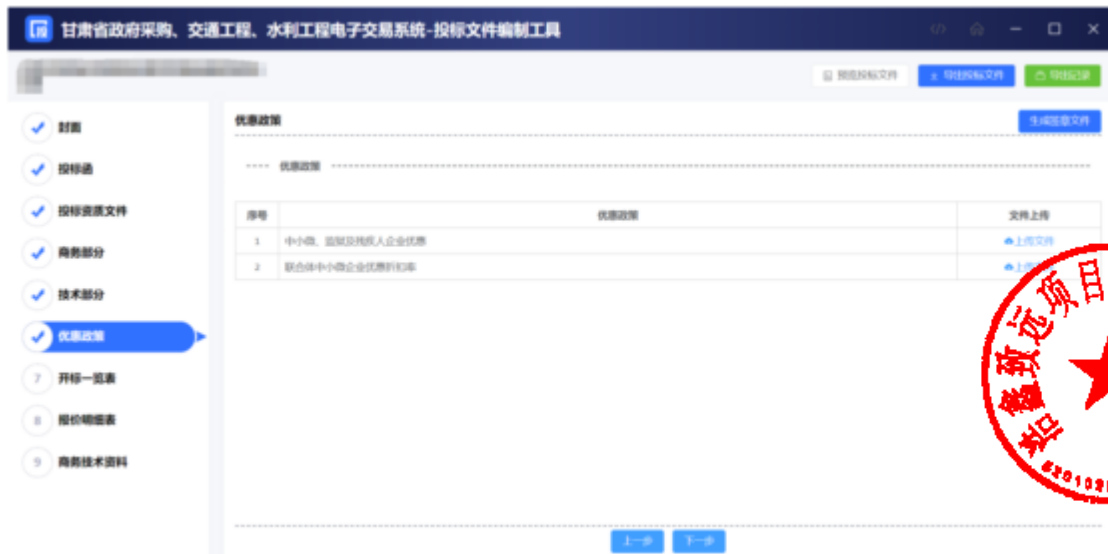 甘肃省政府采购、交通工程、水利工程电子交易系统-投标文件编制工具
预览投标文件
导出投标文件
导出记录
封面
投标函
投标资质文件
商务部分
技术部分
优惠政策
7 开标一览表
8 报价明细表
9 商务技术资料
优惠政策
生成签章文件
优惠政策
序号 优惠政策 文件上传
1 中小微、监狱及残疾人企业优惠 上传文件
2 联合体中小微企业优惠折扣率 上传
上一步 下一步
致远项目